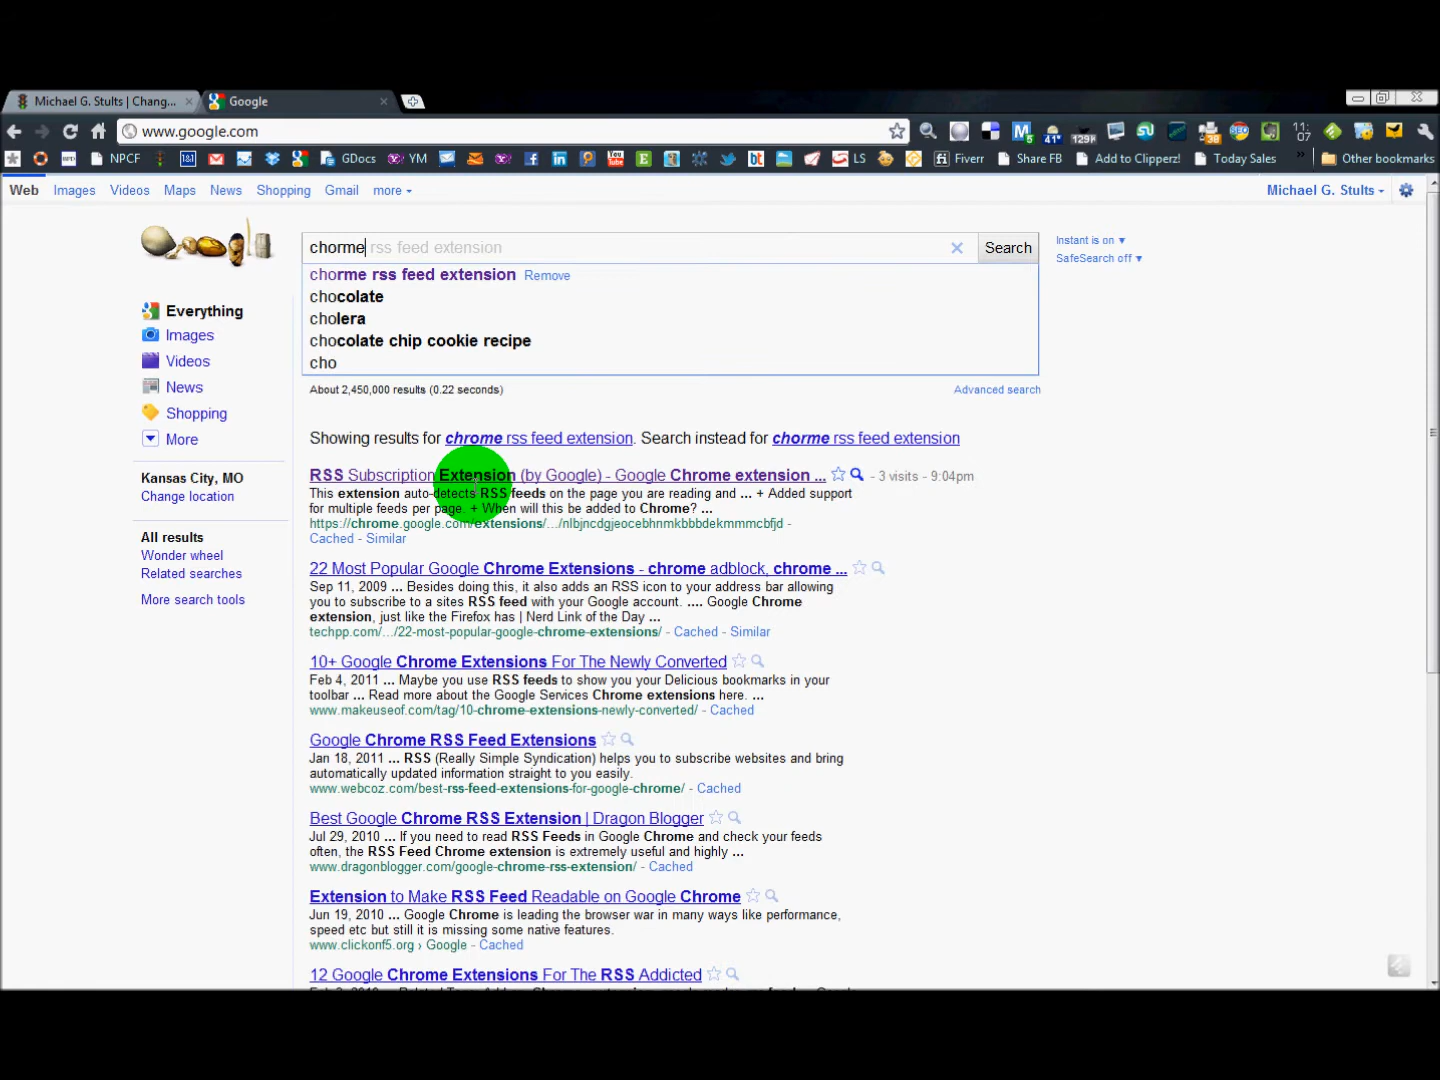 Michael G. Stults | Chang...
Google
www.google.com
NPCF
GDocs
YM
Fiverr
Share FB
LS
Add to Clipperz!
Today Sales
Other bookmarks
Web Images Videos Maps News Shopping Gmail more
Michael G. Stults
chorme rss feed extension
Search
Instant is on
SafeSearch off
chorme rss feed extension Remove
chocolate
cholera
chocolate chip cookie recipe
cho
About 2,450,000 results (0.22 seconds)
Advanced search
Everything
Images
Videos
News
Shopping
More
Kansas City, MO
Change location
All results
Wonder wheel
Related searches
More search tools
Showing results for chrome rss feed extension. Search instead for chorme rss feed extension
RSS Subscription Extension (by Google) - Google Chrome extension ... - 3 visits - 9:04pm
This extension auto-detects RSS feeds on the page you are reading and ... + Added support
for multiple feeds per page. + When will this be added to Chrome? ...
https://chrome.google.com/extensions/.../nlbjncdgjeocebhnmkbbbdekmmmcbfjd -
Cached - Similar
22 Most Popular Google Chrome Extensions - chrome adblock, chrome ...
Sep 11, 2009 ... Besides doing this, it also adds an RSS icon to your address bar allowing
you to subscribe to a sites RSS feed with your Google account. .... Google Chrome
extension, just like the Firefox has | Nerd Link of the Day ...
techpp.com/.../22-most-popular-google-chrome-extensions/ - Cached - Similar
10+ Google Chrome Extensions For The Newly Converted
Feb 4, 2011 ... Maybe you use RSS feeds to show you your Delicious bookmarks in your
toolbar ... Read more about the Google Services Chrome extensions here. ...
www.makeuseof.com/tag/10-chrome-extensions-newly-converted/ - Cached
Google Chrome RSS Feed Extensions
Jan 18, 2011 ... RSS (Really Simple Syndication) helps you to subscribe websites and bring
automatically updated information straight to you easily.
www.webcoz.com/best-rss-feed-extensions-for-google-chrome/ - Cached
Best Google Chrome RSS Extension | Dragon Blogger
Jul 29, 2010 ... If you need to read RSS Feeds in Google Chrome and check your feeds
often, the RSS Feed Chrome extension is extremely useful and highly ...
www.dragonblogger.com/google-chrome-rss-extension/ - Cached
Extension to Make RSS Feed Readable on Google Chrome
Jun 19, 2010 ... Google Chrome is leading the browser war in many ways like performance,
speed etc but still it is missing some native features.
www.clickonf5.org › Google - Cached
12 Google Chrome Extensions For The RSS Addicted